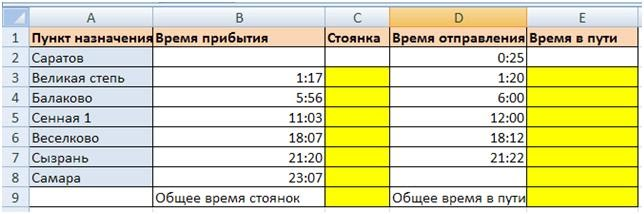 A B C D E
1 Пункт назначения Время прибытия Стоянка Время отправления Время в пути
2 Саратов 0:25
3 Великая степь 1:17 1:20
4 Балаково 5:56 6:00
5 Сенная 1 11:03 12:00
6 Веселково 18:07 18:12
7 Сызрань 21:20 21:22
8 Самара 23:07
9 Общее время стоянок Общее время в пути